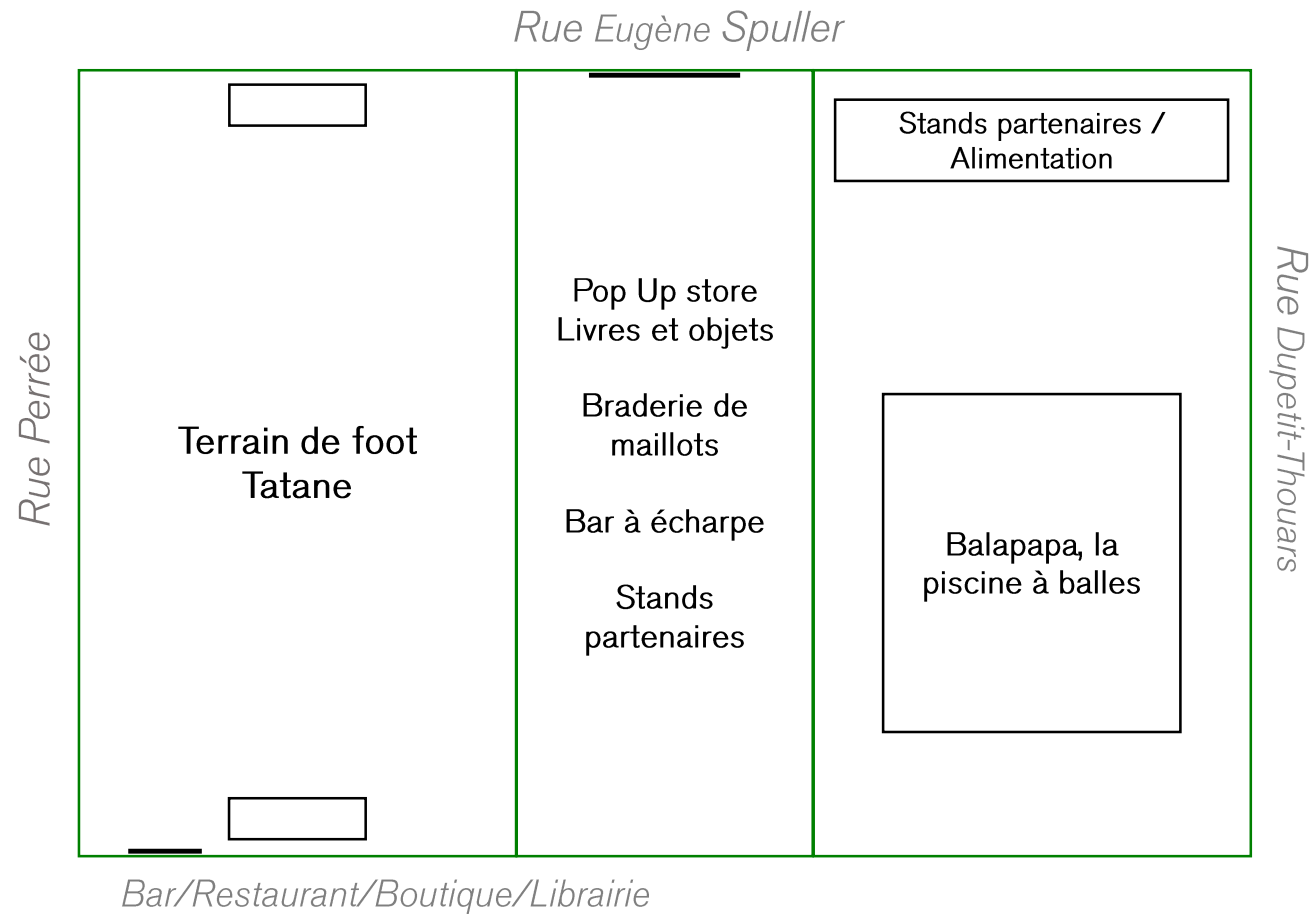 Rue Eugène Spuller
Stands partenaires /
Alimentation
Pop Up store
Livres et objets
Braderie de
maillots
Bar à écharpe
Stands
partenaires
Rue Perrée
Terrain de foot
Tatane
Balapapa, la
piscine à balles
Rue Dupetit-Thouars
Bar/Restaurant/Boutique/Librairie